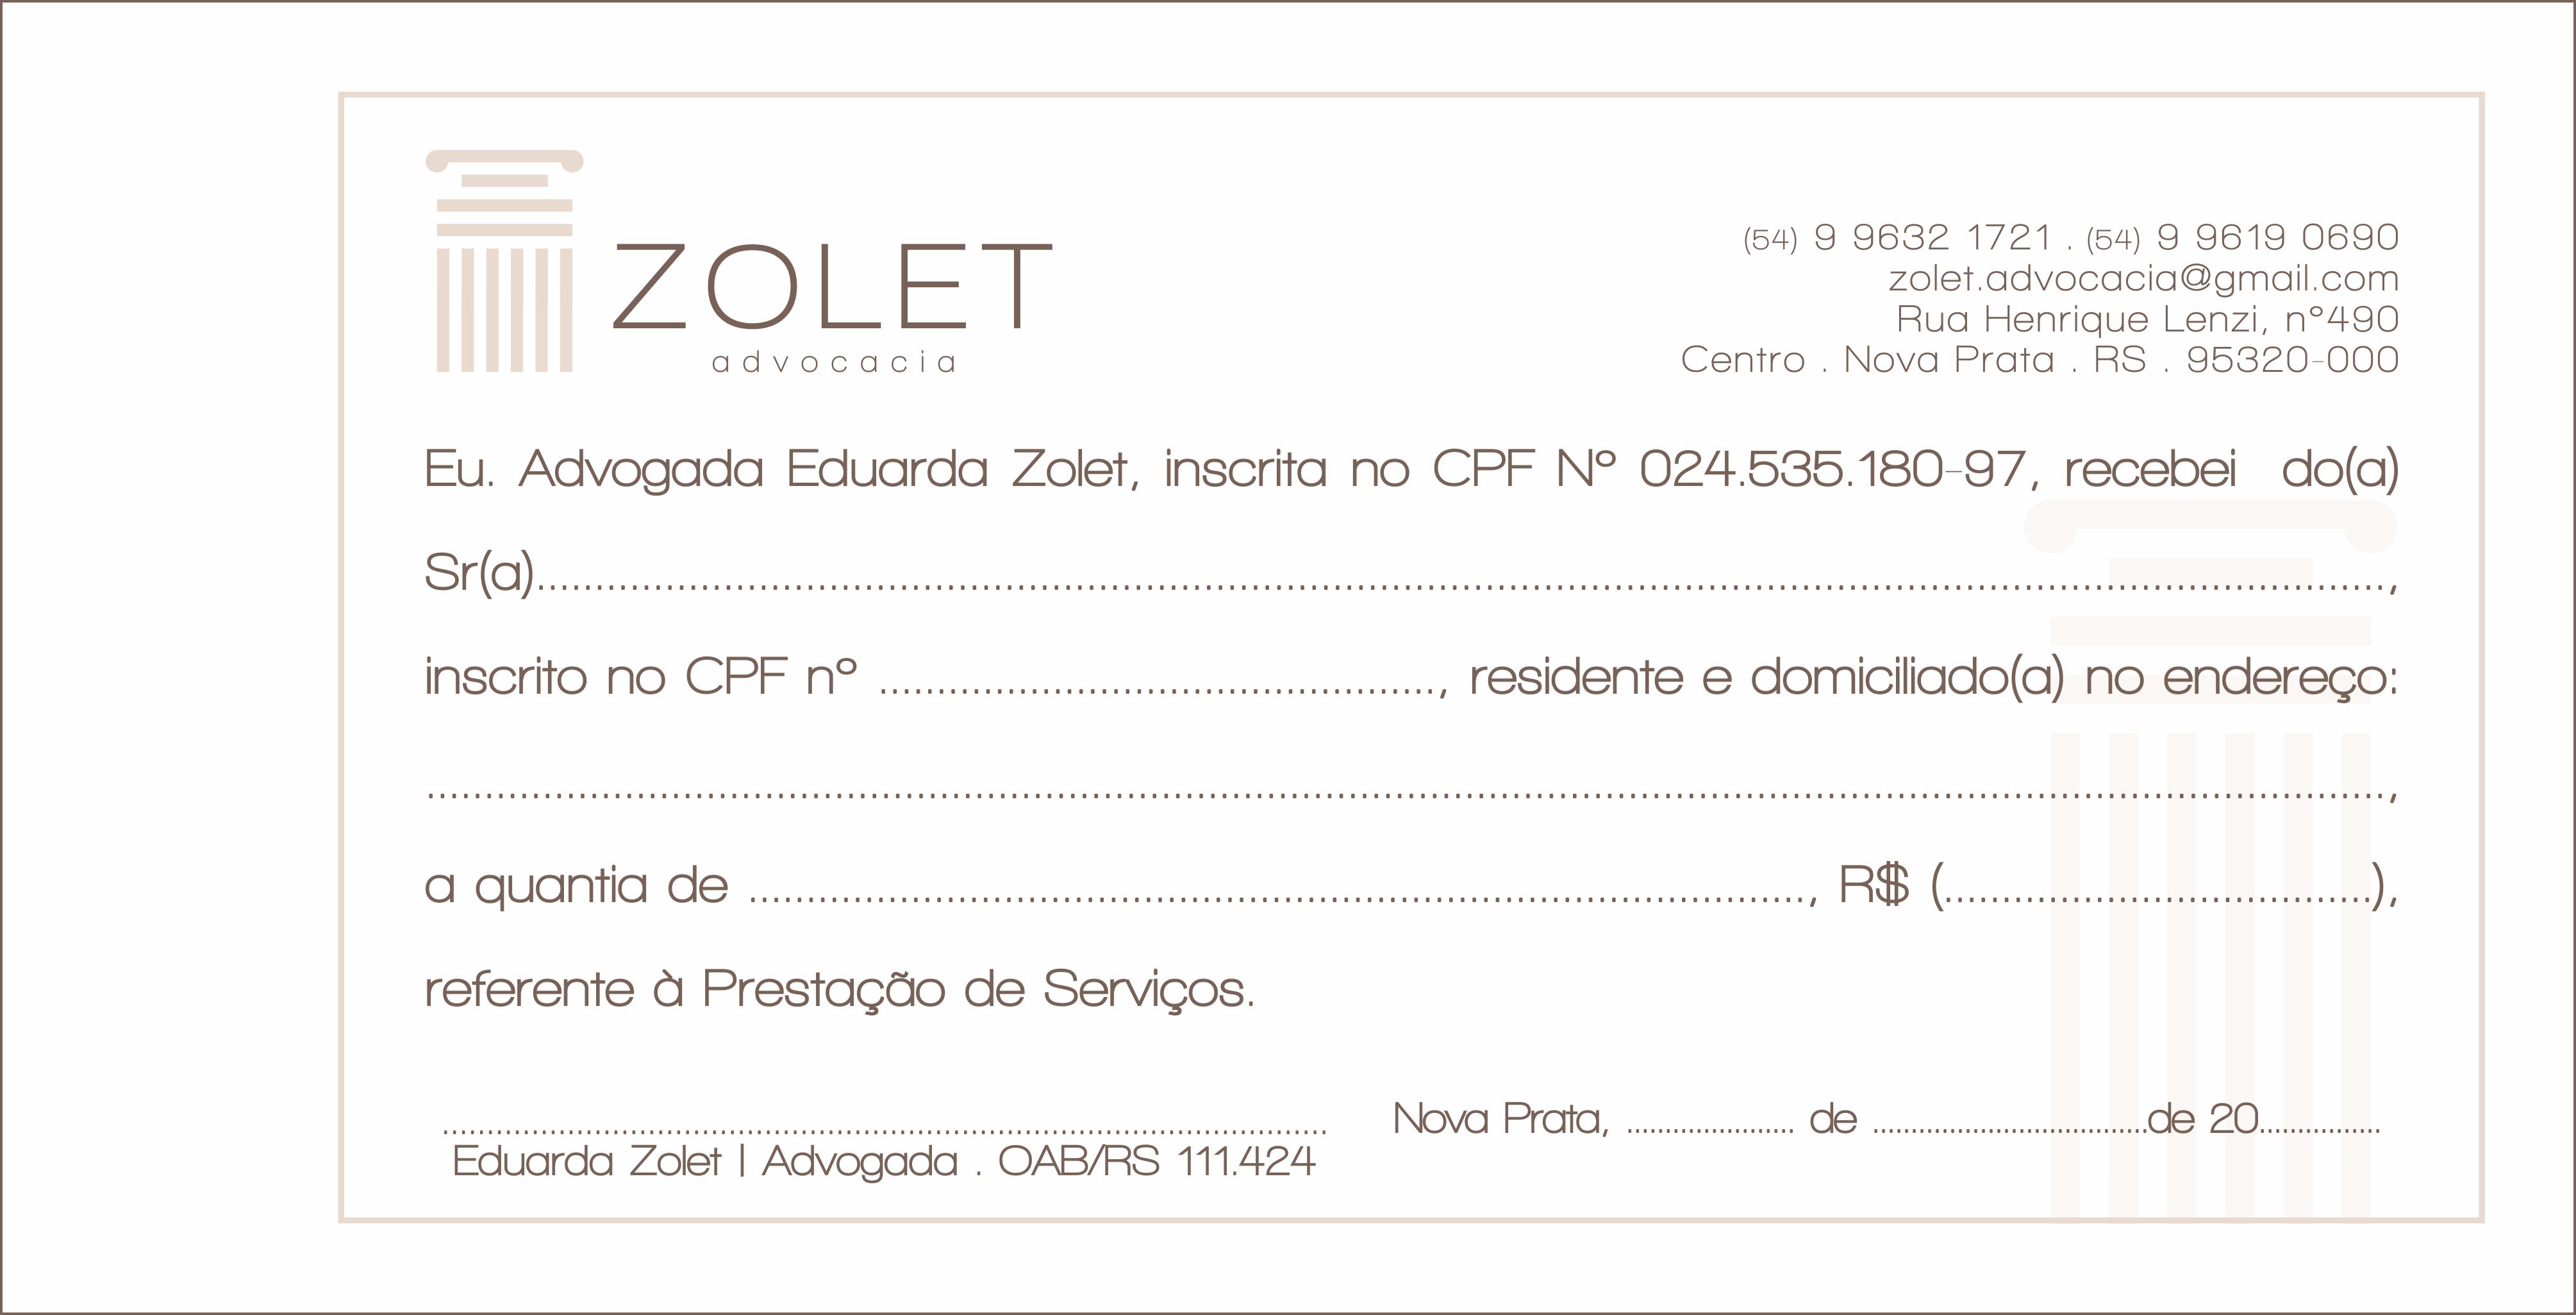 ZOLET
advocacia
(54) 9 9632 1721 . (54) 9 9619 0690
zolet.advocacia@gmail.com
Rua Henrique Lenzi, n°490
Centro . Nova Prata . RS . 95320-000
Eu. Advogada Eduarda Zolet, inscrita no CPF Nº 024.535.180-97, recebei do(a)
Sr(a)................................................................................,
inscrito no CPF nº ................................................, residente e domiciliado(a) no endereço:
................................................................................,
a quantia de ................................................................................, R$ (.....................................),
referente à Prestação de Serviços.
................................................................................
Eduarda Zolet | Advogada . OAB/RS 111.424
Nova Prata, ...................... de ....................................de 20................